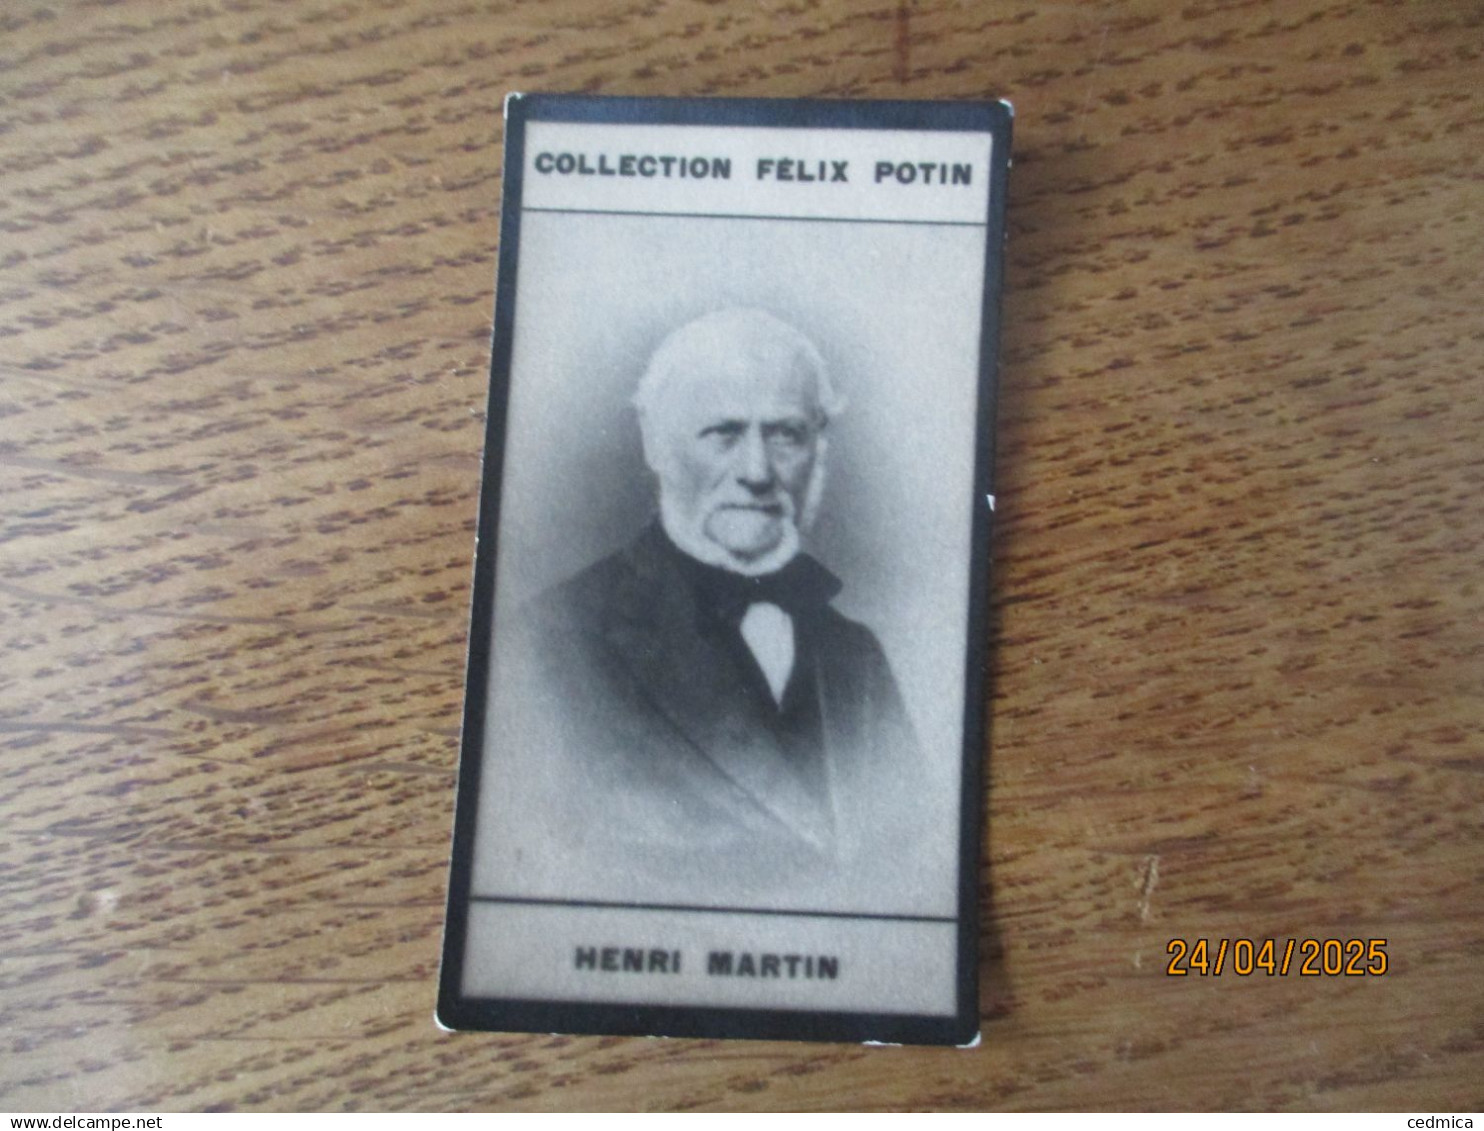 COLLECTION FÉLIX POTIN
HENRI MARTIN
24/04/2025
www.delcampe.net
cedmica